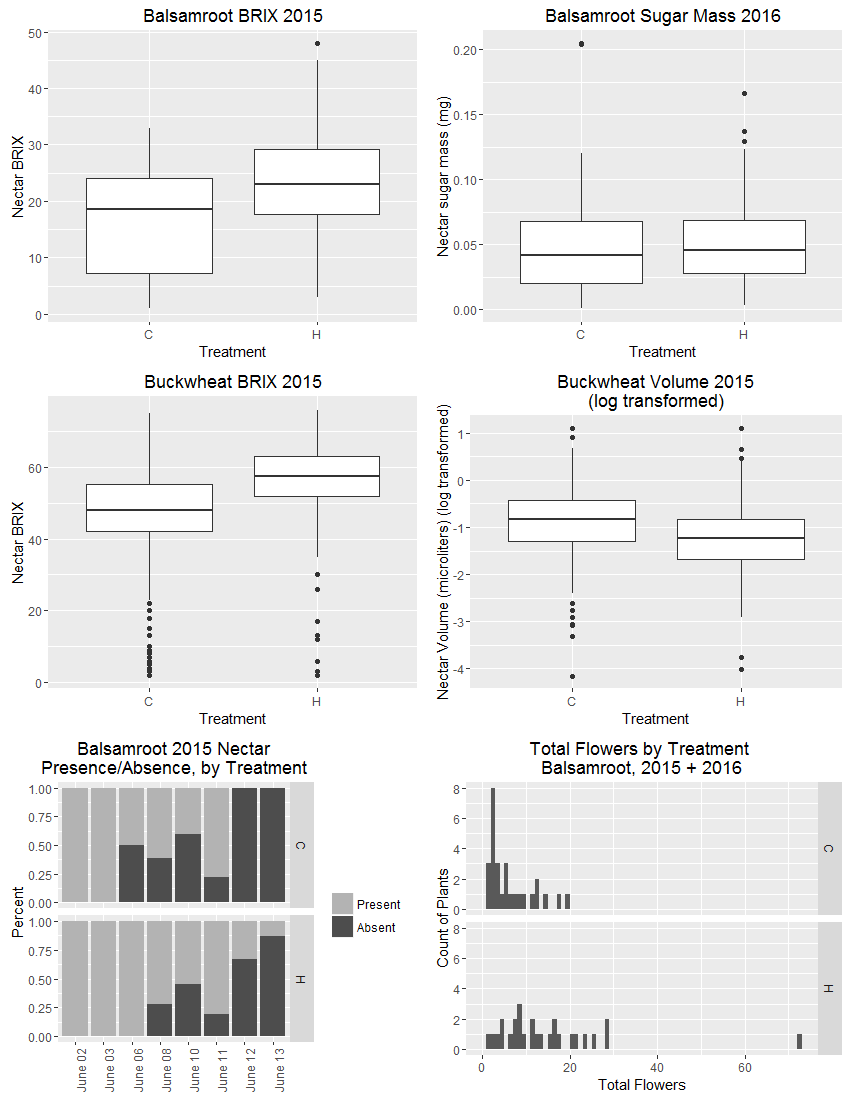 Balsamroot BRIX 2015
50
40
30
20
10
0
Nectar BRIX
C
H
Treatment
Balsamroot Sugar Mass 2016
0.20
0.15
0.10
0.05
0.00
Nectar sugar mass (mg)
C
H
Treatment
Buckwheat BRIX 2015
60
40
20
0
Nectar BRIX
C
H
Treatment
Buckwheat Volume 2015
(log transformed)
1
0
-1
-2
-3
-4
Nectar Volume (microliters) (log transformed)
C
H
Treatment
Balsamroot 2015 Nectar
Presence/Absence, by Treatment
1.00
0.75
0.50
0.25
0.00
C
1.00
0.75
0.50
0.25
0.00
H
Percent
June 02
June 03
June 06
June 08
June 10
June 11
June 12
June 13
Present
Absent
Total Flowers by Treatment
Balsamroot, 2015 + 2016
8
6
4
2
0
C
8
6
4
2
0
H
Count of Plants
0
20
40
60
Total Flowers